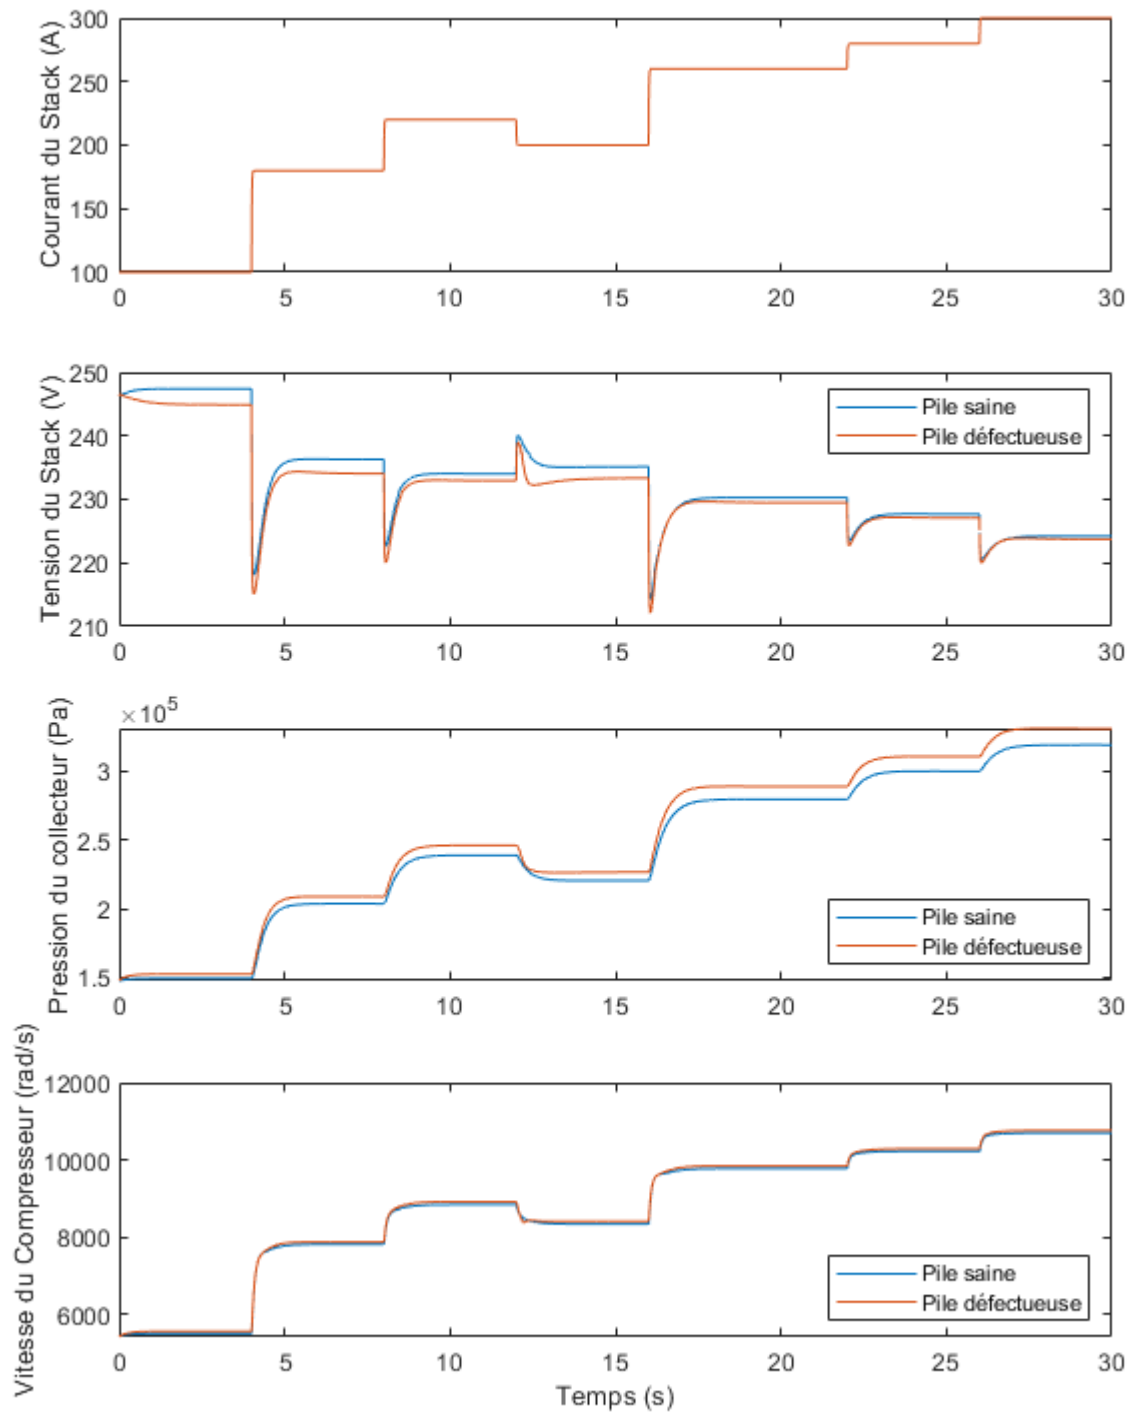 Courant du Stack (A)
300
250
200
150
100
0 5 10 15 20 25 30
Tension du Stack (V)
250
240
230
220
210
Pile saine
Pile défectueuse
0 5 10 15 20 25 30
Pression du collecteur (Pa)
×10^5
3
2.5
2
1.5
Pile saine
Pile défectueuse
0 5 10 15 20 25 30
Vitesse du Compresseur (rad/s)
12000
10000
8000
6000
Pile saine
Pile défectueuse
0 5 10 15 20 25 30
Temps (s)